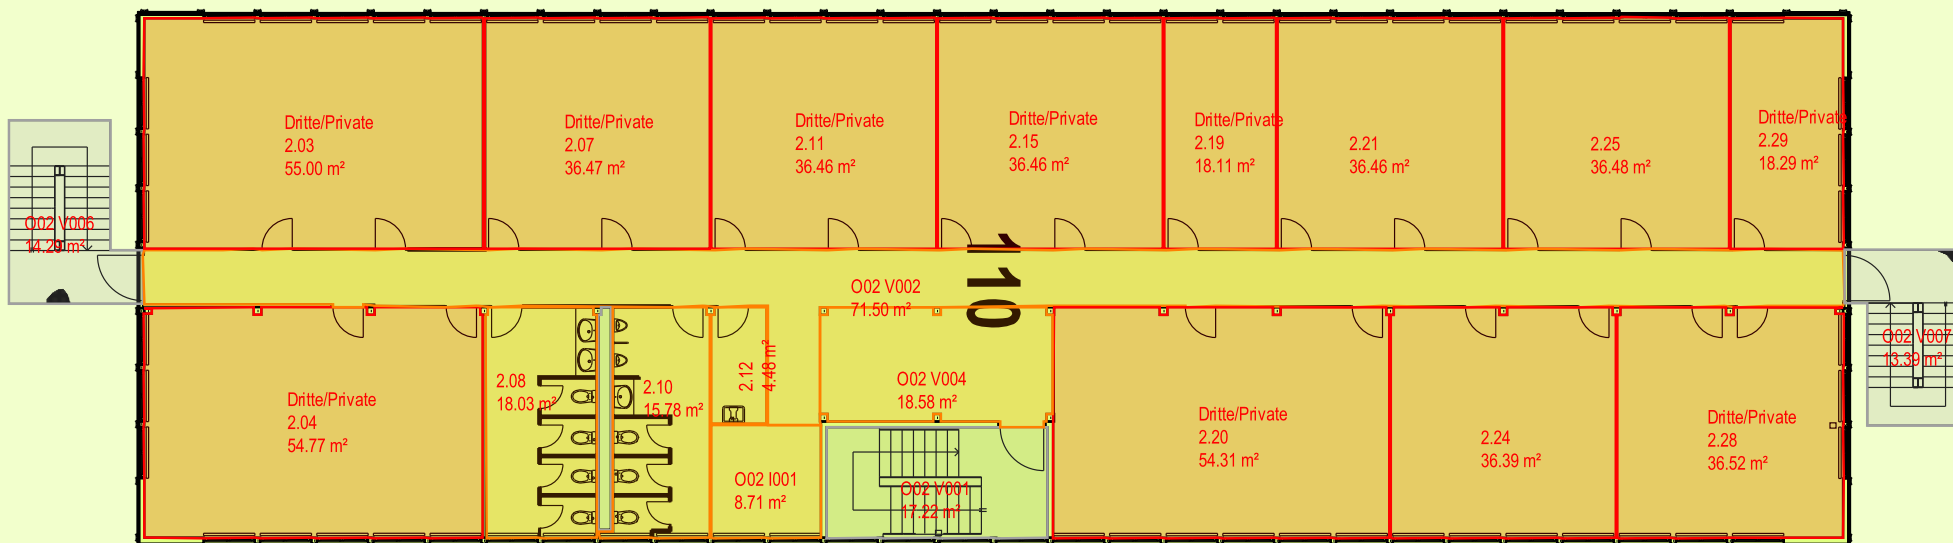 Dritte/Private
2.03
55.00 m²
Dritte/Private
2.07
36.47 m²
Dritte/Private
2.11
36.46 m²
Dritte/Private
2.15
36.46 m²
Dritte/Private
2.19
18.11 m²
2.21
36.46 m²
2.25
36.48 m²
Dritte/Private
2.29
18.29 m²
O02 V006
14.29 m²
110
O02 V002
71.50 m²
O02 V007
13.39 m²
Dritte/Private
2.04
54.77 m²
2.08
18.03 m²
2.10
15.78 m²
2.12
4.48 m²
O02 V004
18.58 m²
O02 I001
8.71 m²
O02 V001
17.22 m²
Dritte/Private
2.20
54.31 m²
2.24
36.39 m²
Dritte/Private
2.28
36.52 m²